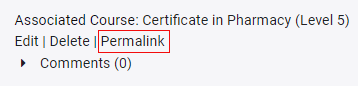 Associated Course: Certificate in Pharmacy (Level 5)
Edit | Delete | Permalink
Comments (0)